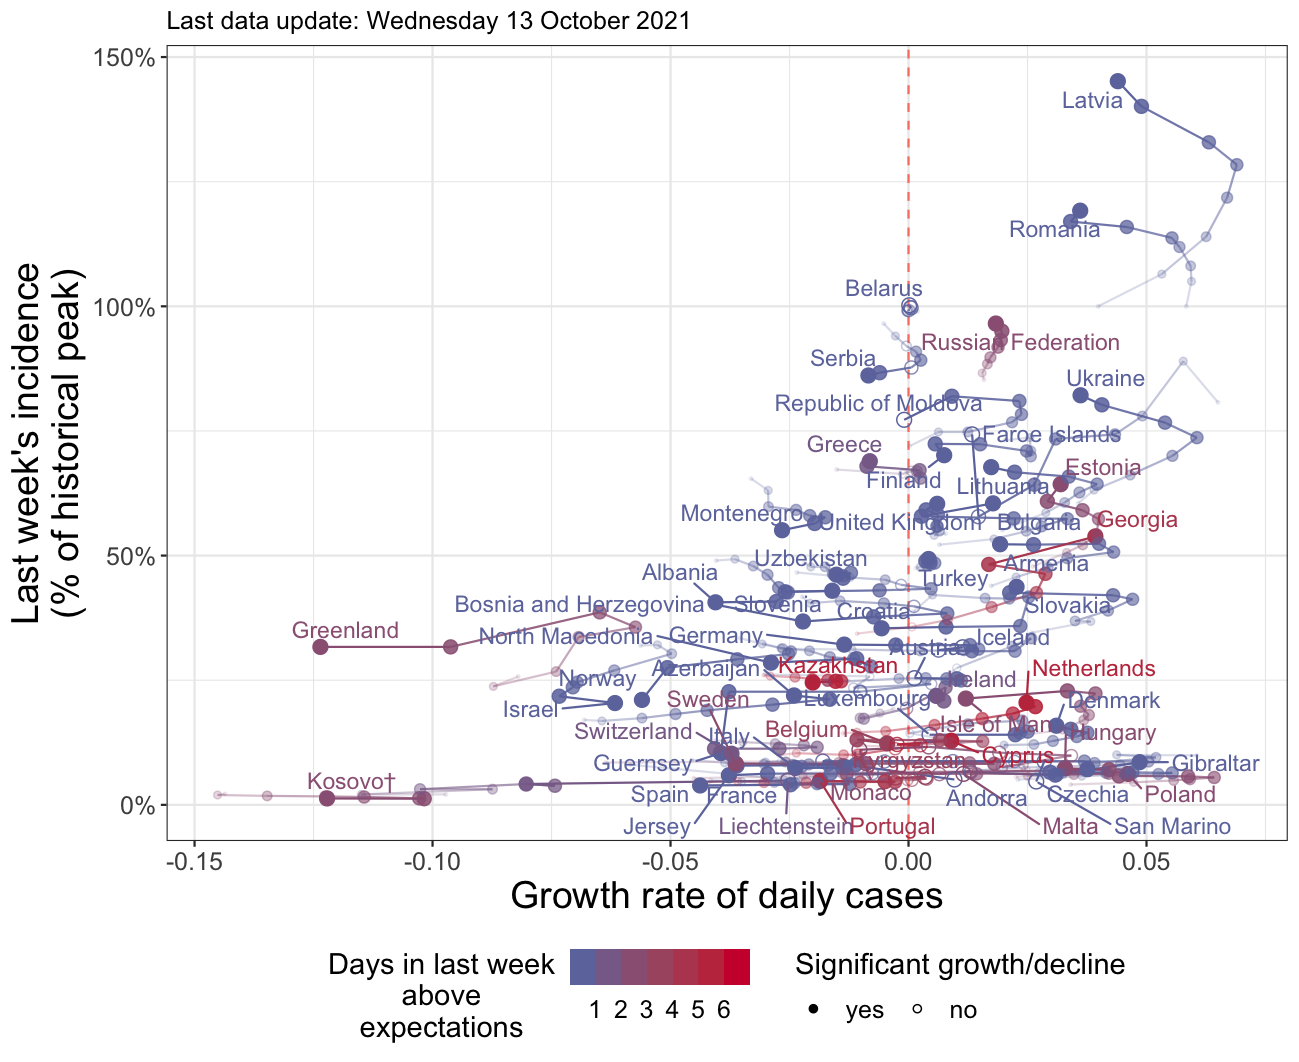 Last data update: Wednesday 13 October 2021
Last week's incidence
(% of historical peak)
150%
100%
50%
0%
Latvia
Romania
Belarus
Russian Federation
Serbia
Ukraine
Republic of Moldova
Faroe Islands
Greece
Estonia
Finland
Lithuania
Montenegro
United Kingdom
Bulgaria
Georgia
Uzbekistan
Armenia
Albania
Turkey
Bosnia and Herzegovina
Slovenia
Croatia
Slovakia
Greenland
North Macedonia
Germany
Iceland
Austria
Kazakhstan
Netherlands
Azerbaijan
Norway
Ireland
Sweden
Luxembourg
Denmark
Israel
Isle of Man
Switzerland
Italy
Belgium
Hungary
Cyprus
Guernsey
Kyrgyzstan
Gibraltar
Kosovo†
Spain
France
Monaco
Andorra
Czechia
Poland
Jersey
Liechtenstein
Portugal
Malta
San Marino
-0.15
-0.10
-0.05
0.00
0.05
Growth rate of daily cases
Days in last week
above
expectations
1 2 3 4 5 6
Significant growth/decline
yes
no